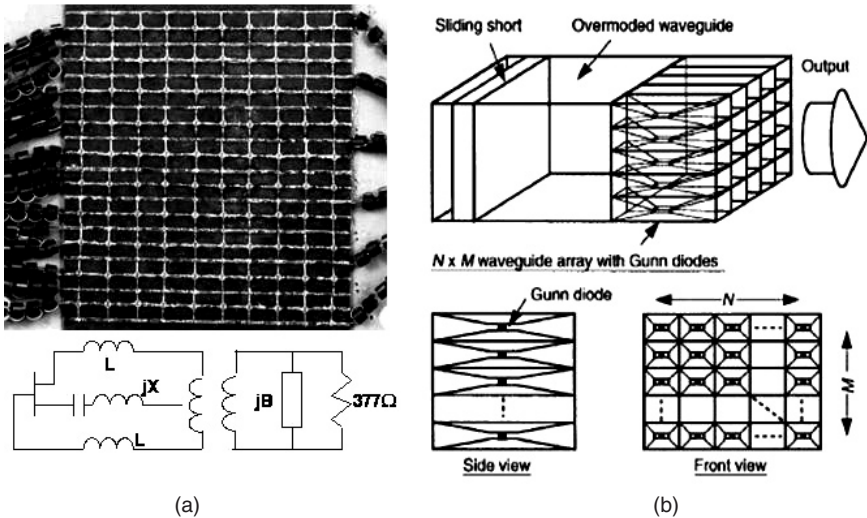 Sliding short
Overmoded waveguide
Output
N x M waveguide array with Gunn diodes
Gunn diode
N
M
Side view
Front view
L
jX
jB
377Ω
L
(a)
(b)